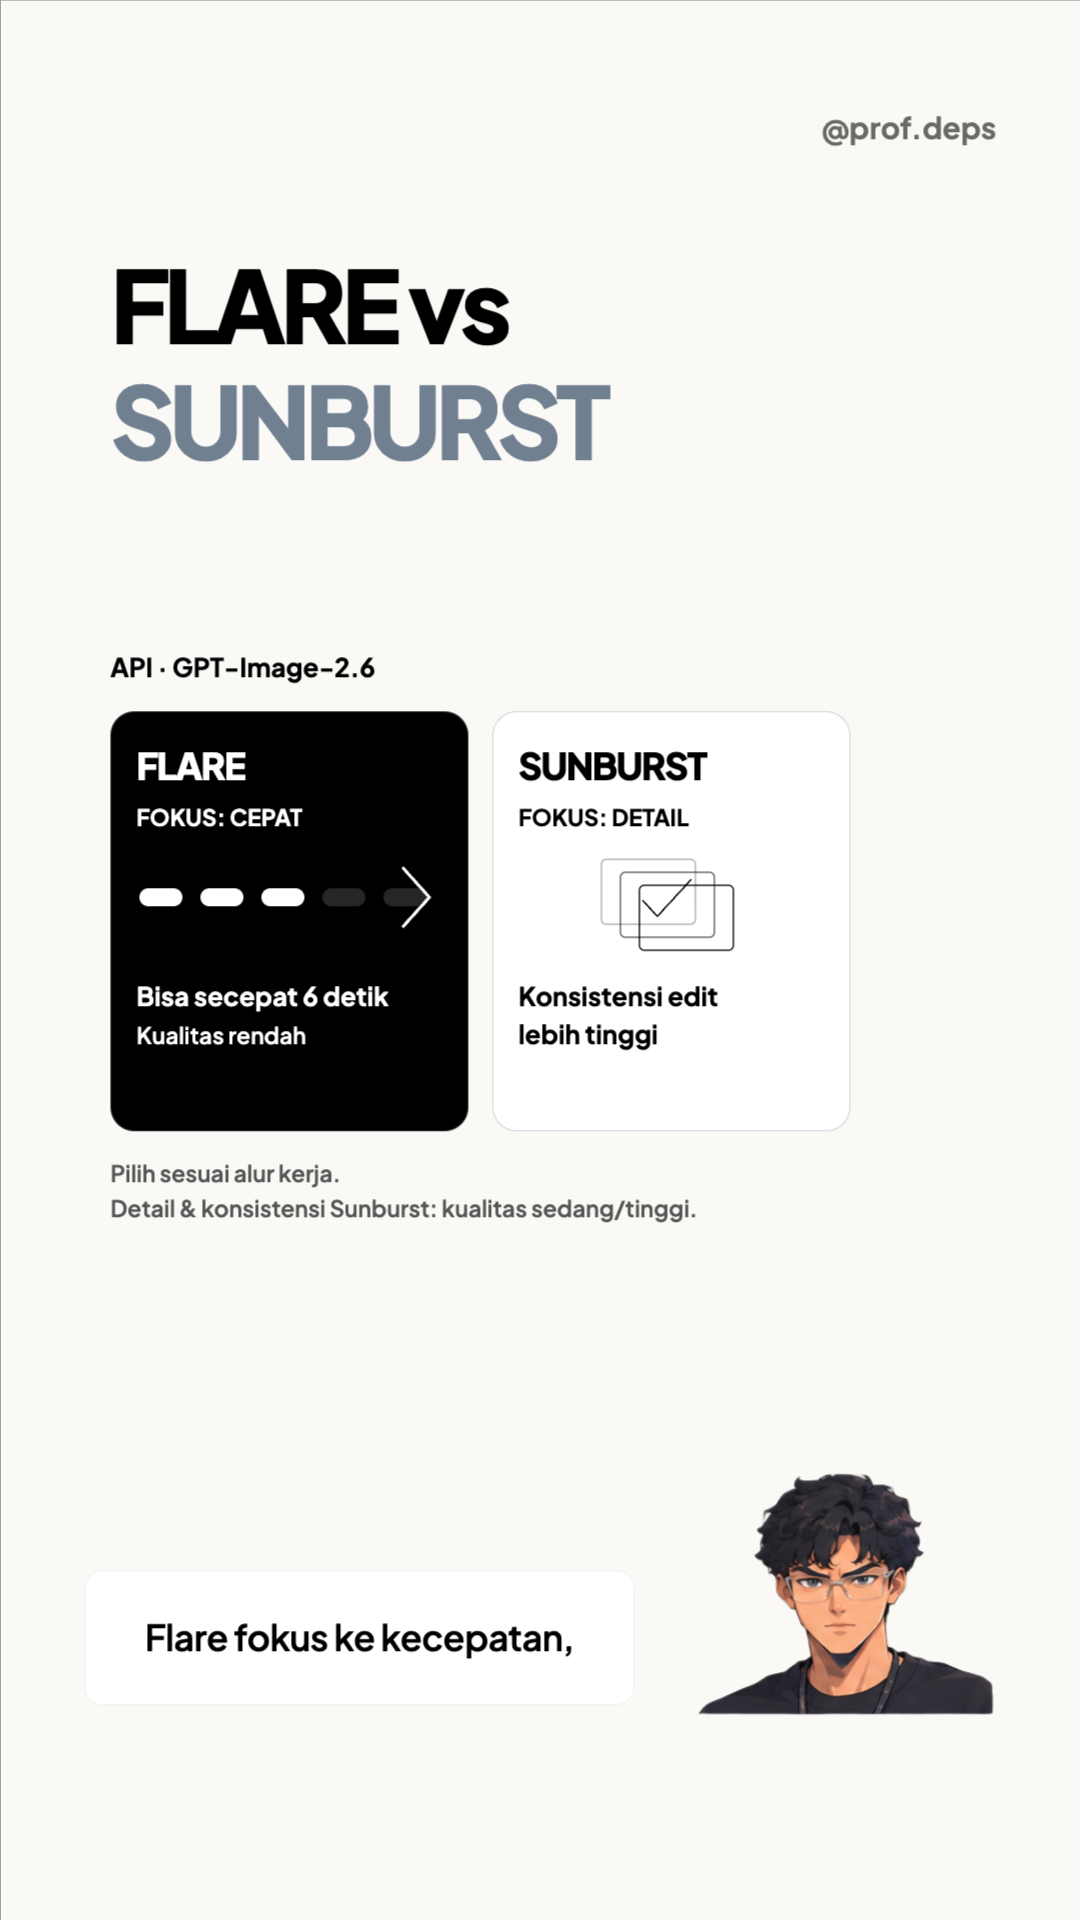 @prof.deps
FLARE vs
SUNBURST
API · GPT-Image-2.6
FLARE
FOKUS: CEPAT
Bisa secepat 6 detik
Kualitas rendah
SUNBURST
FOKUS: DETAIL
Konsistensi edit
lebih tinggi
Pilih sesuai alur kerja.
Detail & konsistensi Sunburst: kualitas sedang/tinggi.
Flare fokus ke kecepatan,